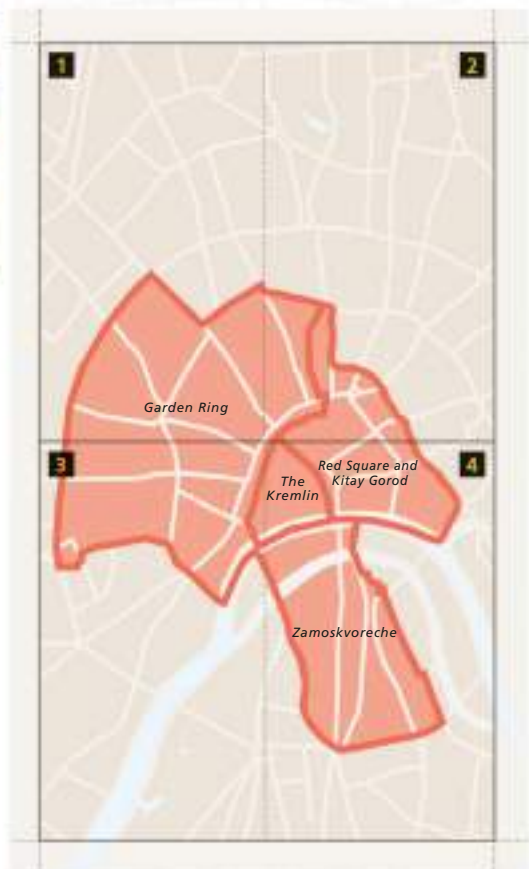 1
2
Garden Ring
3
The
Kremlin
Red Square and
Kitay Gorod
4
Zamoskvoreche